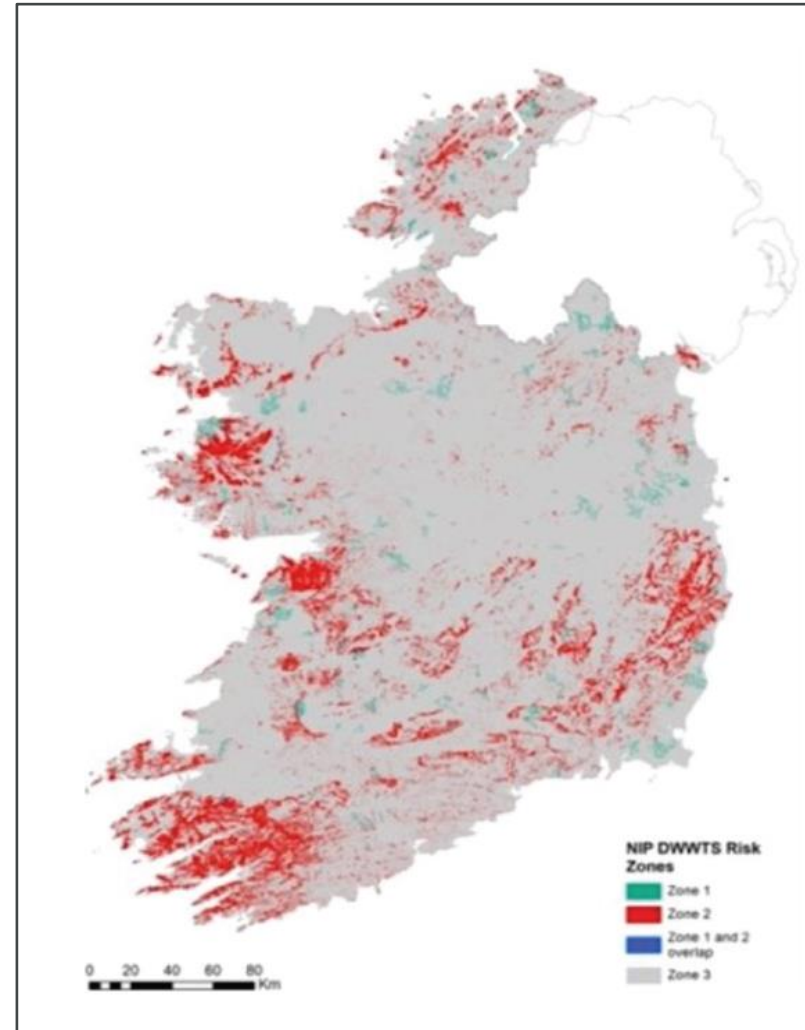 NIP DWWTS Risk
Zones
Zone 1
Zone 2
Zone 1 and 2
overlap
Zone 3
0 20 40 60 80
Km